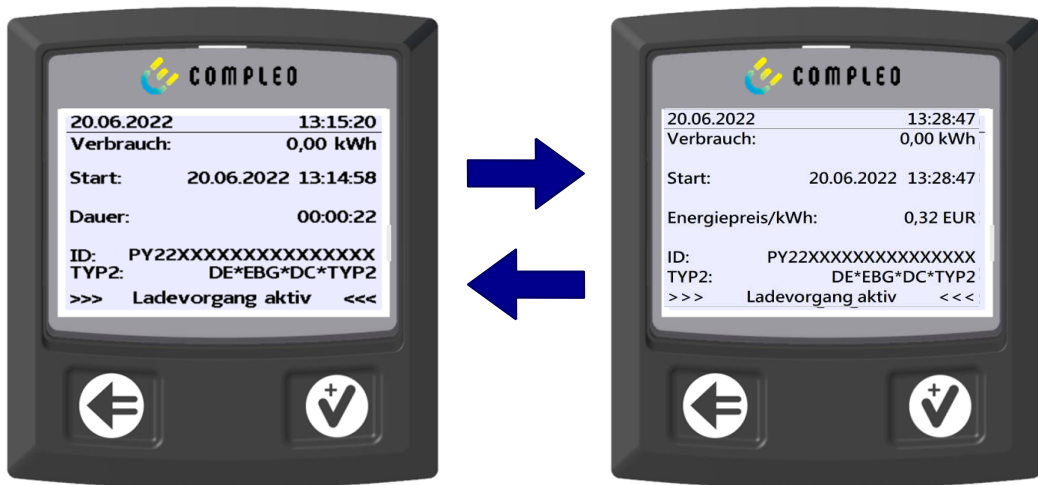 COMPLEO
20.06.2022 13:15:20
Verbrauch: 0,00 kWh
Start: 20.06.2022 13:14:58
Dauer: 00:00:22
ID: PY22XXXXXXXXXXXXXXX
TYP2: DE*EBG*DC*TYP2
>>> Ladevorgang aktiv <<<
COMPLEO
20.06.2022 13:28:47
Verbrauch: 0,00 kWh
Start: 20.06.2022 13:28:47
Energiepreis/kWh: 0,32 EUR
ID: PY22XXXXXXXXXXXXXXX
TYP2: DE*EBG*DC*TYP2
>>> Ladevorgang aktiv <<<